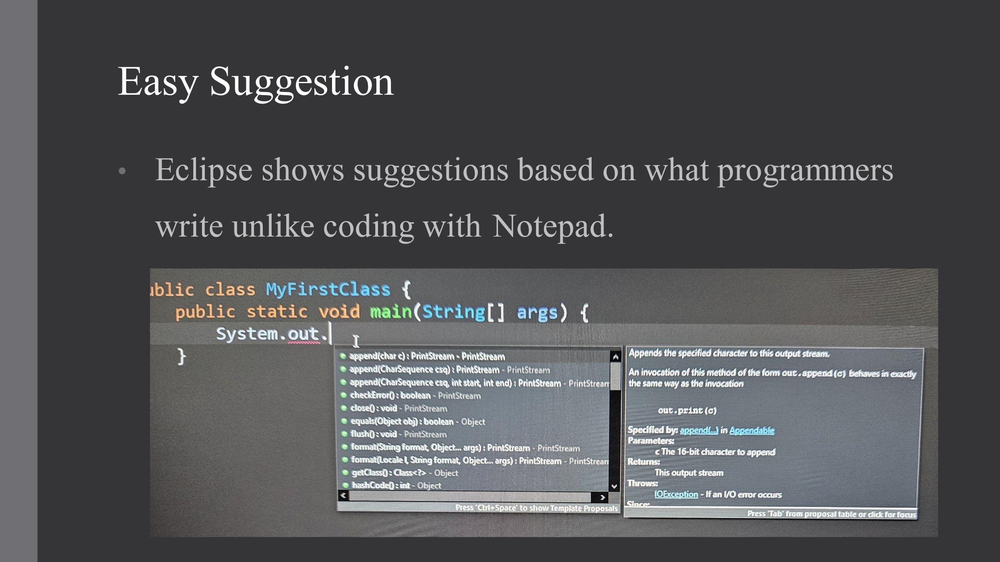 Easy Suggestion
• Eclipse shows suggestions based on what programmers
write unlike coding with Notepad.
ublic class MyFirstClass {
public static void main(String[] args) {
System.out.
}
append(char c) : PrintStream - PrintStream
append(CharSequence csq) : PrintStream - PrintStream
append(CharSequence csq, int start, int end) : PrintStream - PrintStream
checkError() : boolean - PrintStream
close() : void - PrintStream
equals(Object obj) : boolean - Object
flush() : void - PrintStream
format(String format, Object... args) : PrintStream - PrintStream
format(Locale l, String format, Object... args) : PrintStream - PrintStream
getClass() : Class<?> - Object
hashCode() : int - Object
Press 'Ctrl+Space' to show Template Proposals
Appends the specified character to this output stream.
An invocation of this method of the form out.append(c) behaves in exactly
the same way as the invocation
out.print(c)
Specified by: append(...) in Appendable
Parameters:
c The 16-bit character to append
Returns:
This output stream
Throws:
IOException - If an I/O error occurs
Since:
Press 'Tab' from proposal table or click for focus